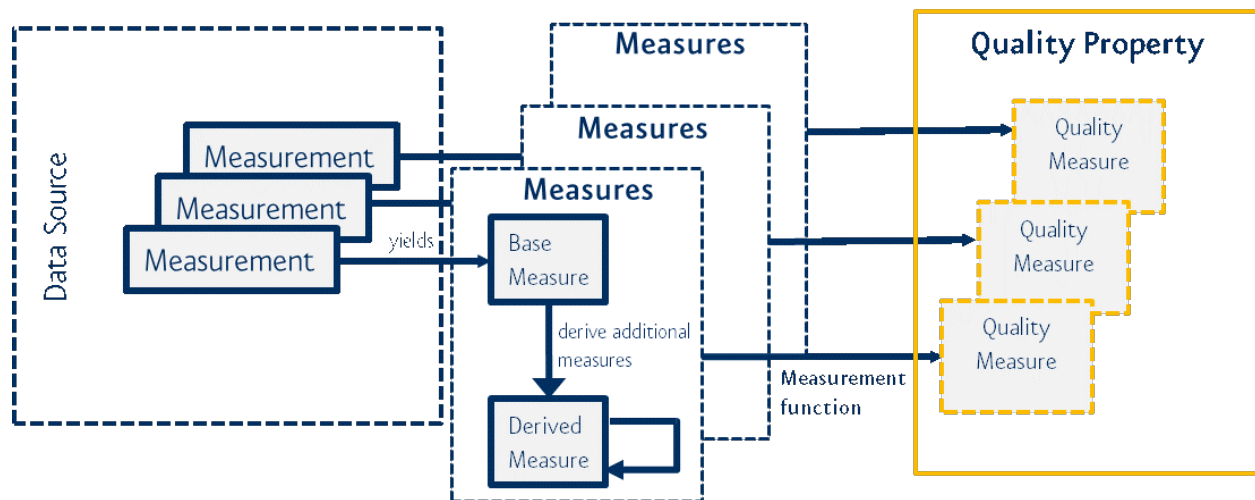 Data Source
Measurement
Measurement
Measurement
yields
Measures
Measures
Measures
Base
Measure
derive additional
measures
Derived
Measure
Measurement
function
Quality Property
Quality
Measure
Quality
Measure
Quality
Measure